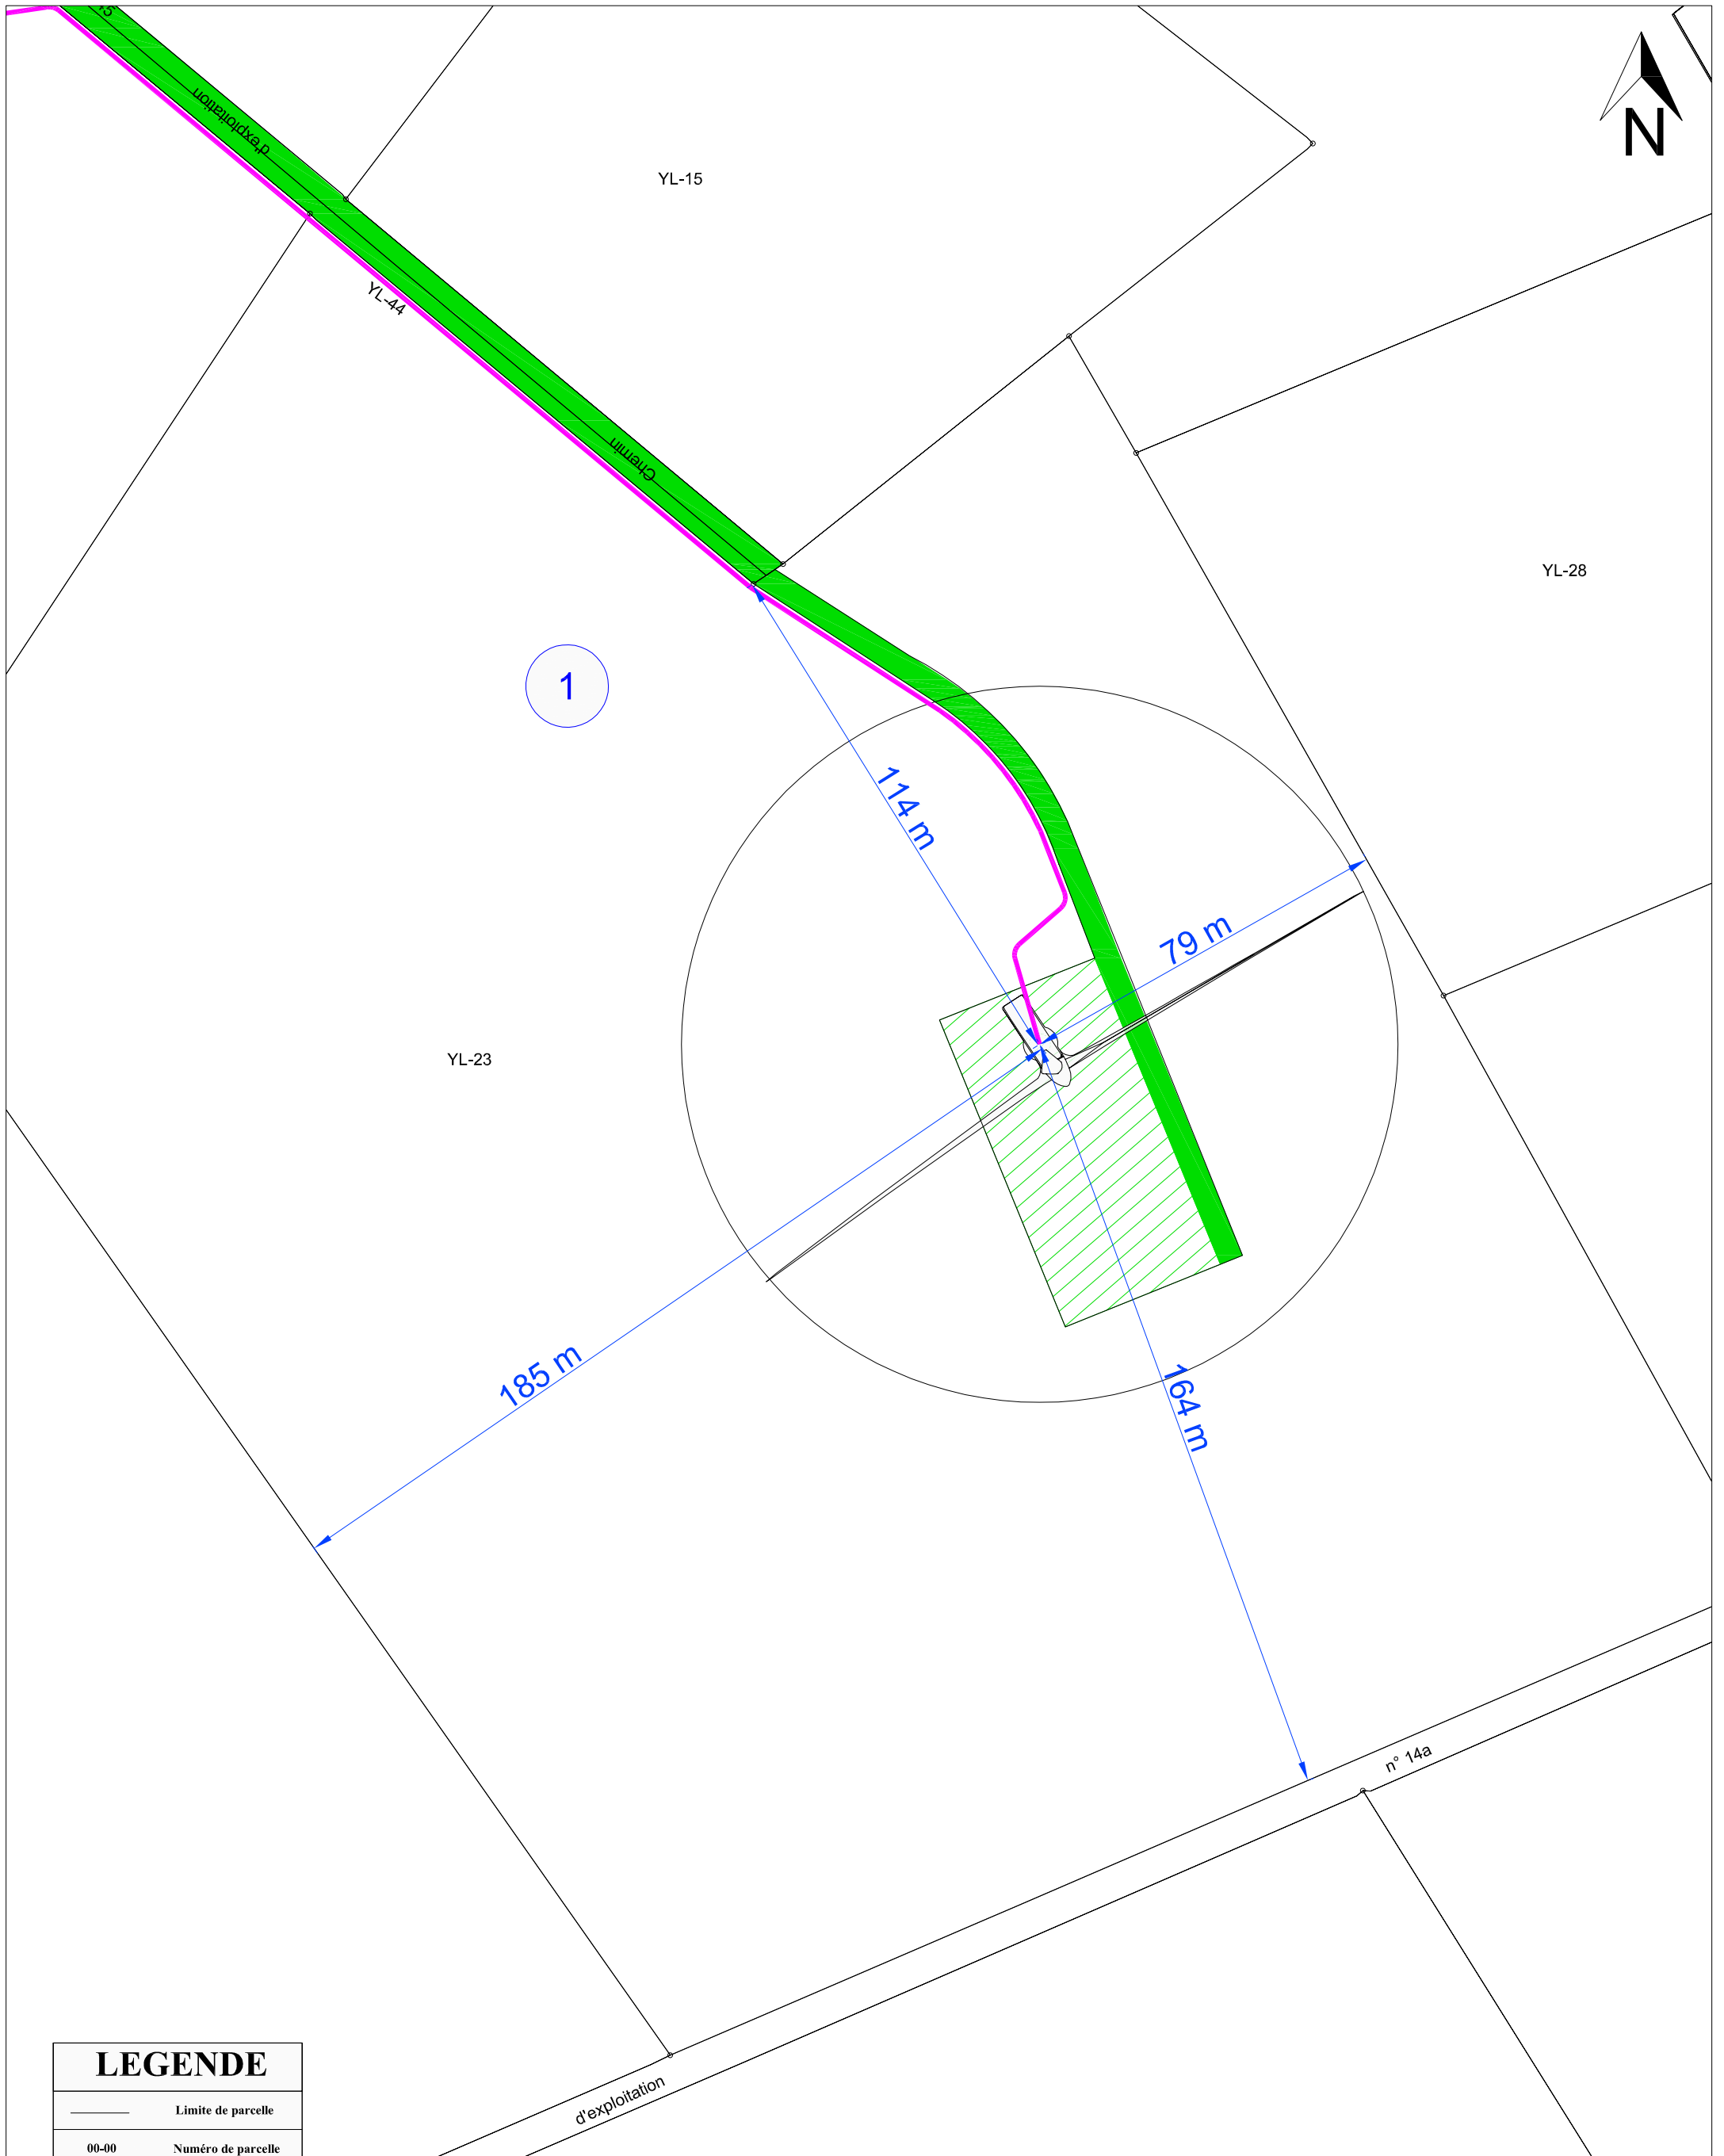 d'exploitation
N
YL-15
YL-44
Chemin
YL-28
1
114 m
79 m
YL-23
185 m
164 m
n° 14a
d'exploitation
LEGENDE
Limite de parcelle
00-00 Numéro de parcelle